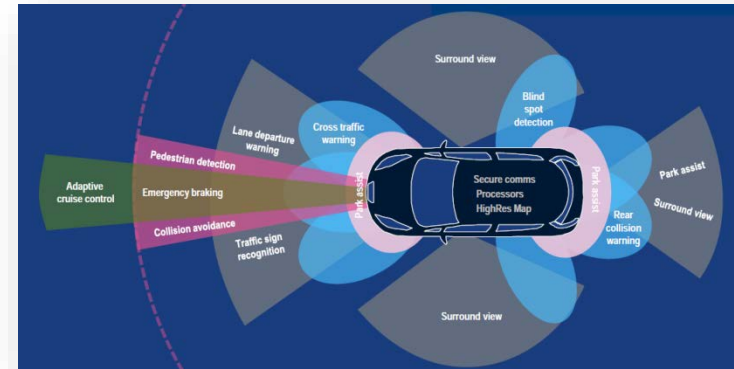 Surround view
Blind
spot
detection
Cross traffic
warning
Lane departure
warning
Pedestrian detection
Park assist
Adaptive
cruise control
Emergency braking
Secure comms
Processors
HighRes Map
Park assist
Park assist
Surround view
Collision avoidance
Rear
collision
warning
Traffic sign
recognition
Surround view